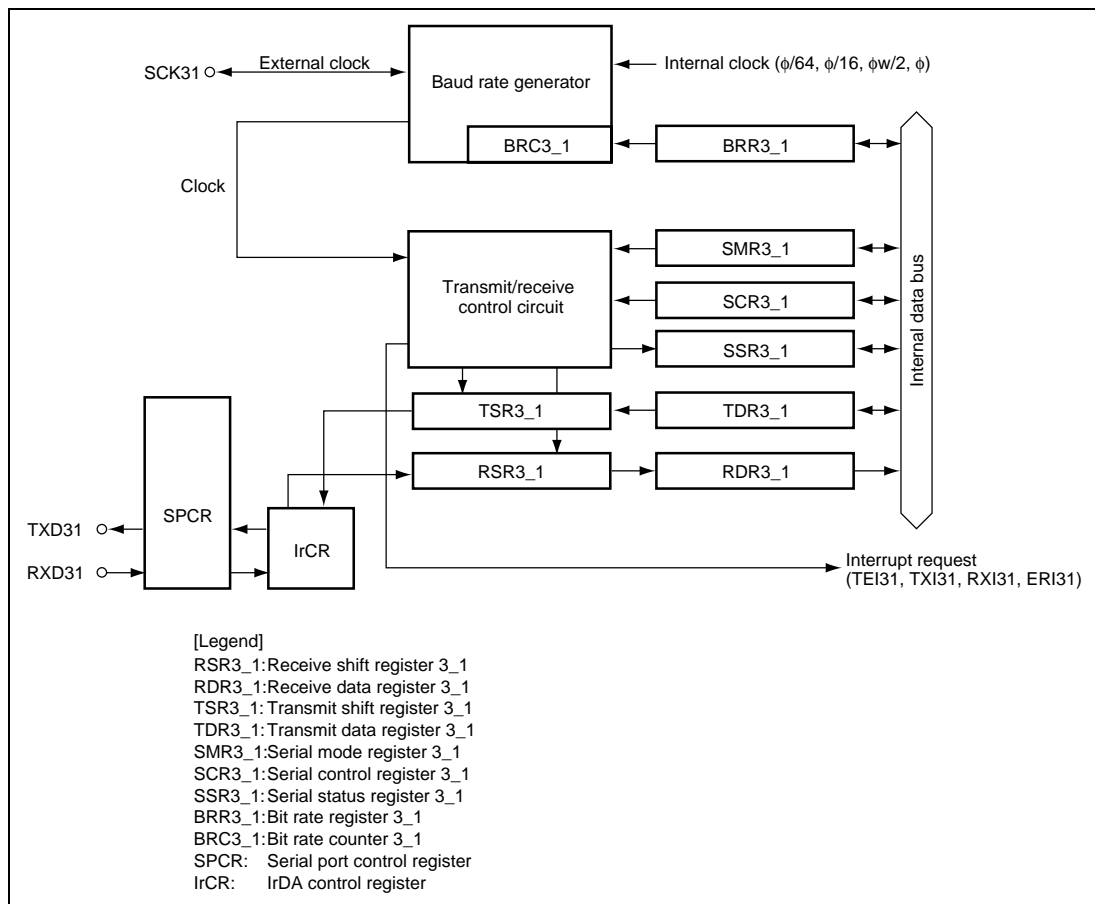 SCK31
External clock
Baud rate generator
Internal clock (ϕ/64, ϕ/16, ϕw/2, ϕ)
BRC3_1
BRR3_1
Clock
Internal data bus
Transmit/receive
control circuit
SMR3_1
SCR3_1
SSR3_1
TSR3_1
TDR3_1
RSR3_1
RDR3_1
SPCR
IrCR
TXD31
RXD31
Interrupt request
(TEI31, TXI31, RXI31, ERI31)
[Legend]
RSR3_1: Receive shift register 3_1
RDR3_1: Receive data register 3_1
TSR3_1: Transmit shift register 3_1
TDR3_1: Transmit data register 3_1
SMR3_1: Serial mode register 3_1
SCR3_1: Serial control register 3_1
SSR3_1: Serial status register 3_1
BRR3_1: Bit rate register 3_1
BRC3_1: Bit rate counter 3_1
SPCR: Serial port control register
IrCR: IrDA control register